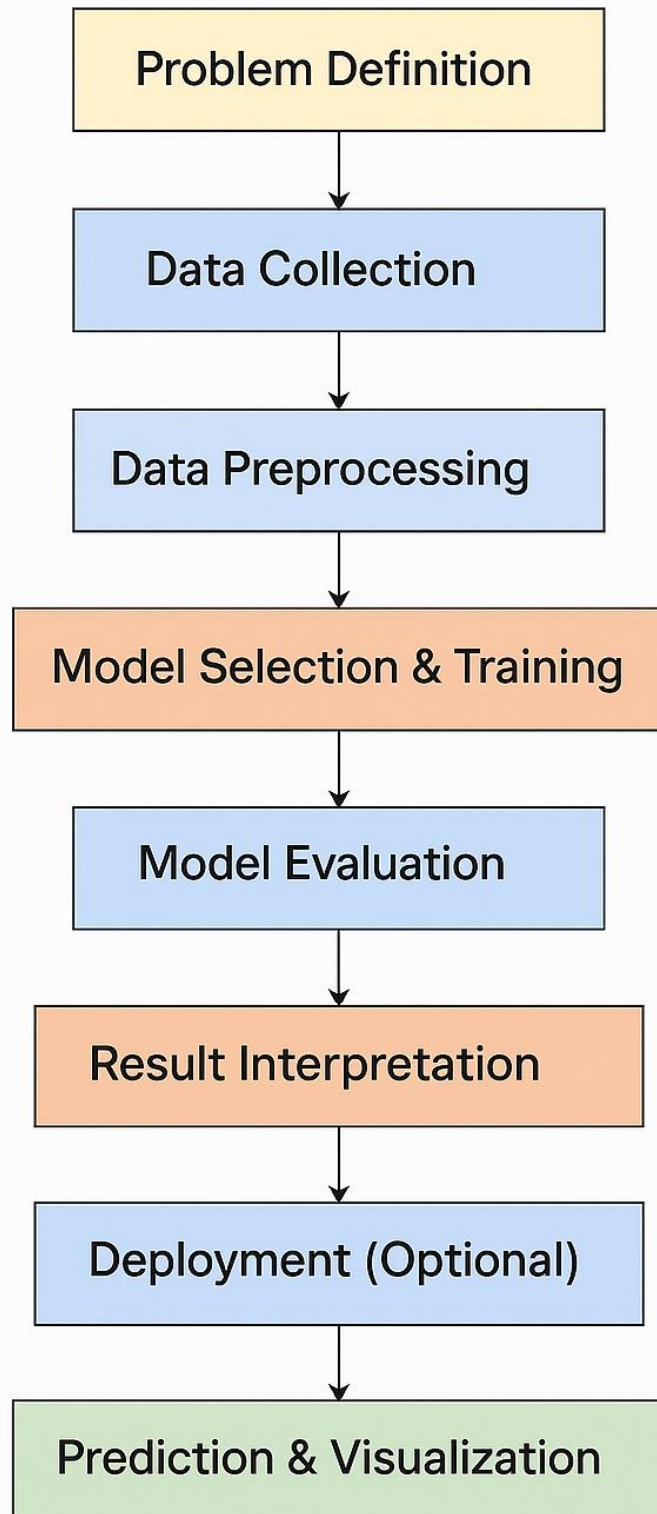 Problem Definition
Data Collection
Data Preprocessing
Model Selection & Training
Model Evaluation
Result Interpretation
Deployment (Optional)
Prediction & Visualization